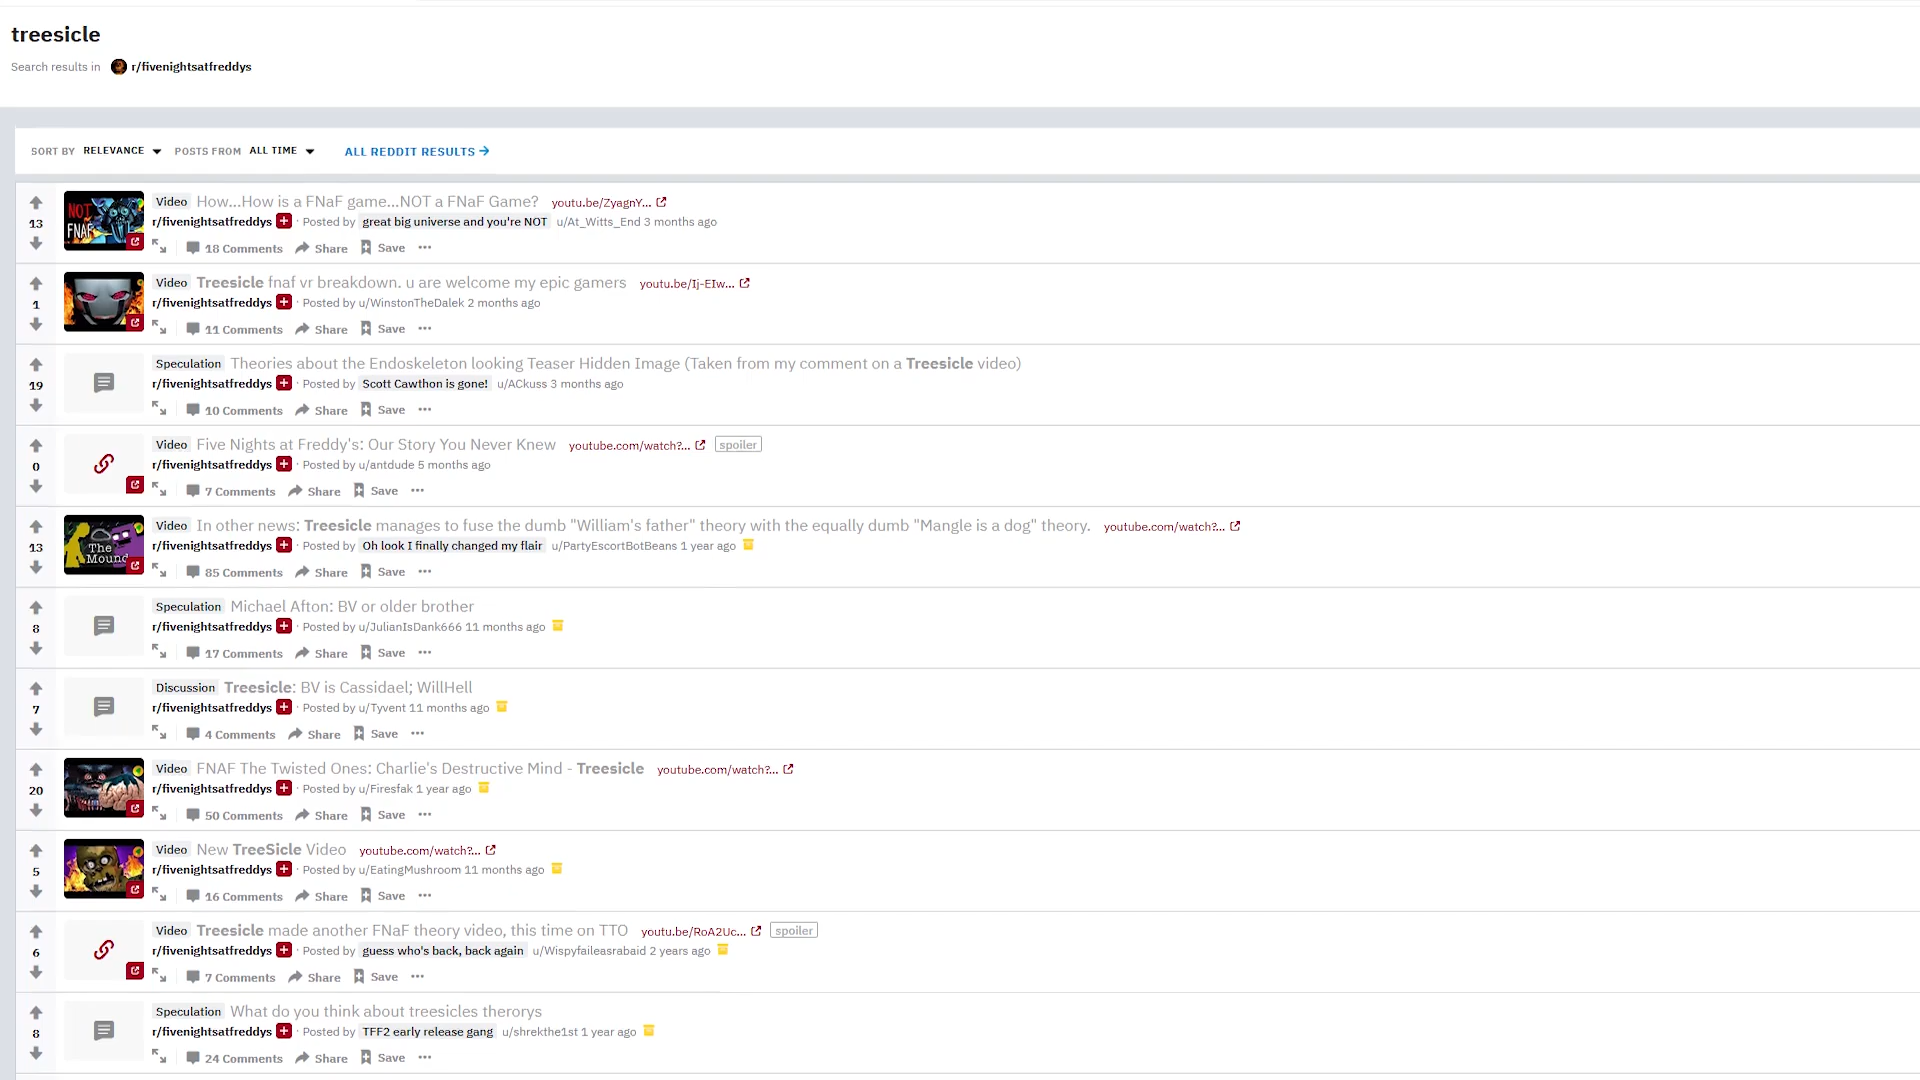 treesicle
Search results in r/fivenightsatfreddys
SORT BY RELEVANCE POSTS FROM ALL TIME ALL REDDIT RESULTS
NOT FNAF
Video How...How is a FNaF game...NOT a FNaF Game? youtu.be/ZyagnY...
13
r/fivenightsatfreddys · Posted by great big universe and you're NOT u/At_Witts_End 3 months ago
18 Comments Share Save
Video Treesicle fnaf vr breakdown. u are welcome my epic gamers youtu.be/Ij-EIw...
1
r/fivenightsatfreddys · Posted by u/WinstonTheDalek 2 months ago
11 Comments Share Save
Speculation Theories about the Endoskeleton looking Teaser Hidden Image (Taken from my comment on a Treesicle video)
19
r/fivenightsatfreddys · Posted by Scott Cawthon is gone! u/ACkuss 3 months ago
10 Comments Share Save
Video Five Nights at Freddy's: Our Story You Never Knew youtube.com/watch?... spoiler
0
r/fivenightsatfreddys · Posted by u/antdude 5 months ago
7 Comments Share Save
Video In other news: Treesicle manages to fuse the dumb "William's father" theory with the equally dumb "Mangle is a dog" theory. youtube.com/watch?...
13
The Mound
r/fivenightsatfreddys · Posted by Oh look I finally changed my flair u/PartyEscortBotBeans 1 year ago
85 Comments Share Save
Speculation Michael Afton: BV or older brother
8
r/fivenightsatfreddys · Posted by u/JulianIsDank666 11 months ago
17 Comments Share Save
Discussion Treesicle: BV is Cassidael; WillHell
7
r/fivenightsatfreddys · Posted by u/Tyvent 11 months ago
4 Comments Share Save
Video FNAF The Twisted Ones: Charlie's Destructive Mind - Treesicle youtube.com/watch?...
20
r/fivenightsatfreddys · Posted by u/Firesfak 1 year ago
50 Comments Share Save
Video New TreeSicle Video youtube.com/watch?...
5
r/fivenightsatfreddys · Posted by u/EatingMushroom 11 months ago
16 Comments Share Save
Video Treesicle made another FNaF theory video, this time on TTO youtu.be/RoA2Uc... spoiler
6
r/fivenightsatfreddys · Posted by guess who's back, back again u/Wispyfaileasrabaid 2 years ago
7 Comments Share Save
Speculation What do you think about treesicles therorys
8
r/fivenightsatfreddys · Posted by TFF2 early release gang u/shrekthe1st 1 year ago
24 Comments Share Save